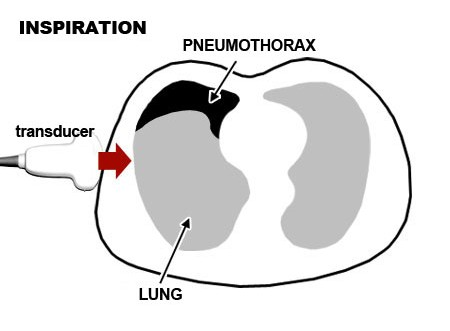 INSPIRATION
PNEUMOTHORAX
transducer
LUNG